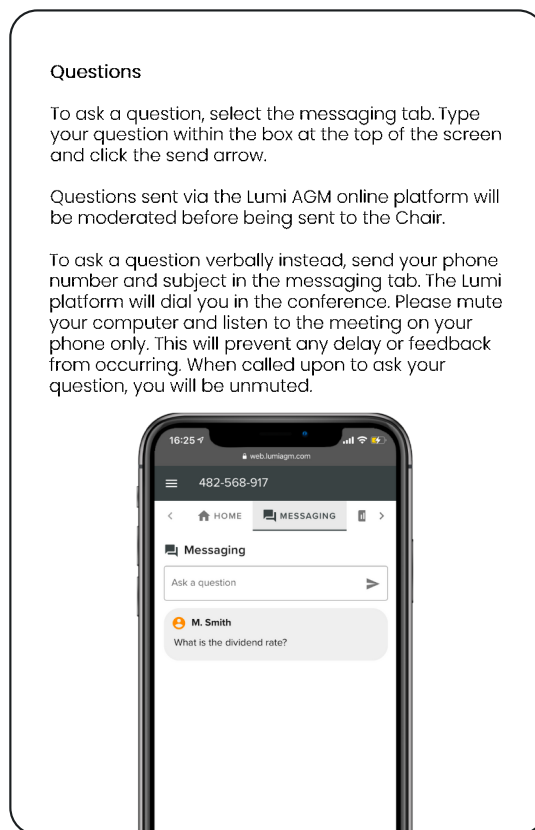 Questions
To ask a question, select the messaging tab. Type
your question within the box at the top of the screen
and click the send arrow.
Questions sent via the Lumi AGM online platform will
be moderated before being sent to the Chair.
To ask a question verbally instead, send your phone
number and subject in the messaging tab. The Lumi
platform will dial you in the conference. Please mute
your computer and listen to the meeting on your
phone only. This will prevent any delay or feedback
from occurring. When called upon to ask your
question, you will be unmuted.
16:25
web.lumiagm.com
482-568-917
HOME MESSAGING
Messaging
Ask a question
M. Smith
What is the dividend rate?